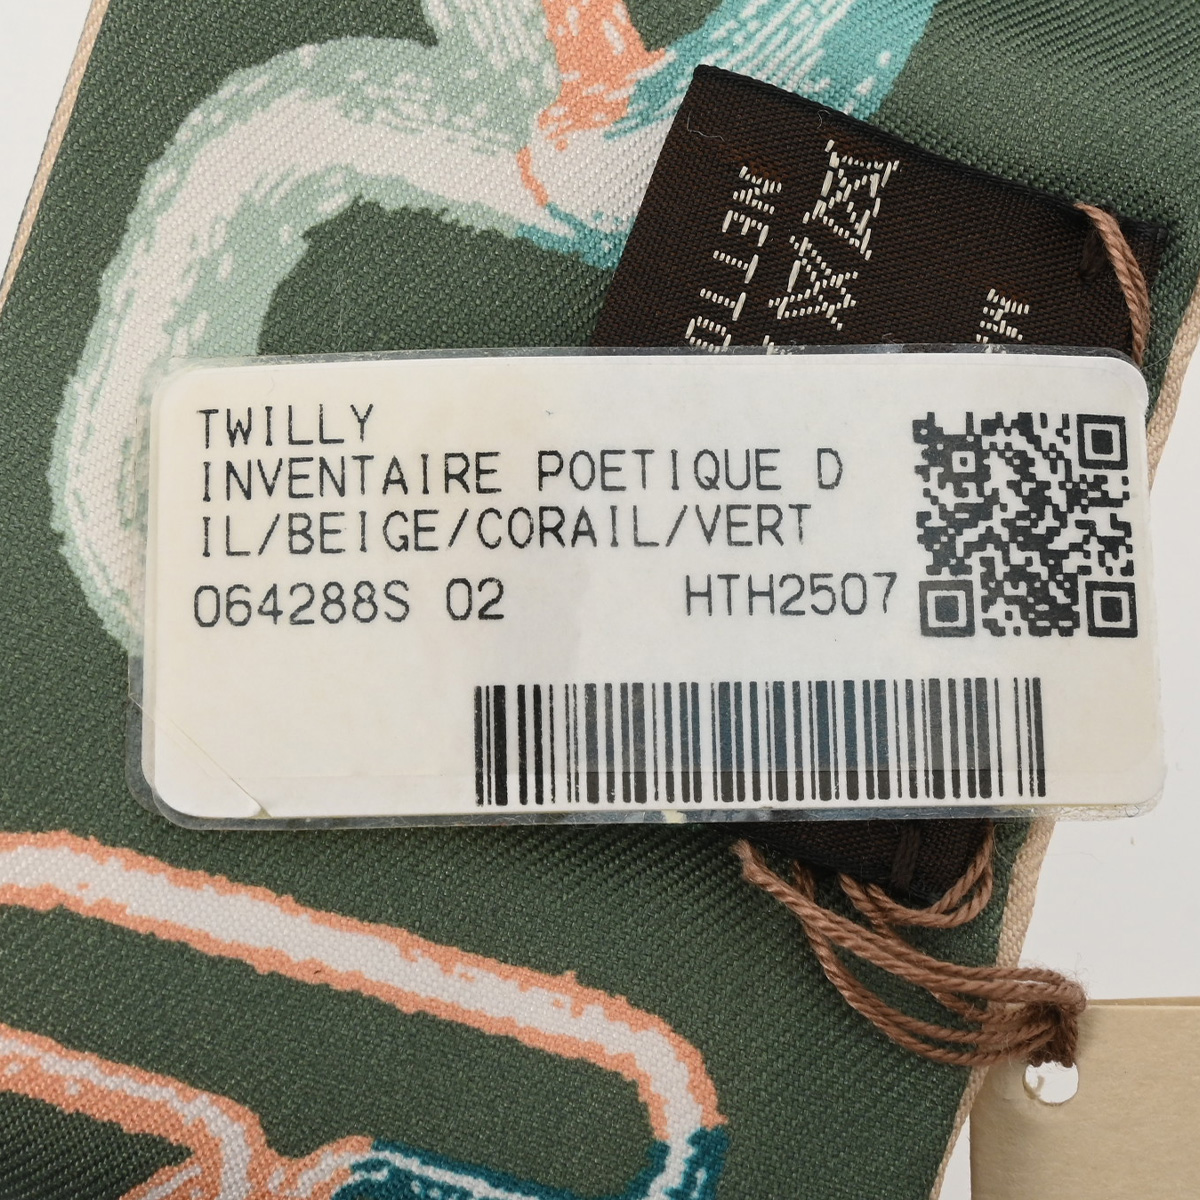 TWILLY
INVENTAIRE POETIQUE D
IL/BEIGE/CORAIL/VERT
064288S 02 HTH2507